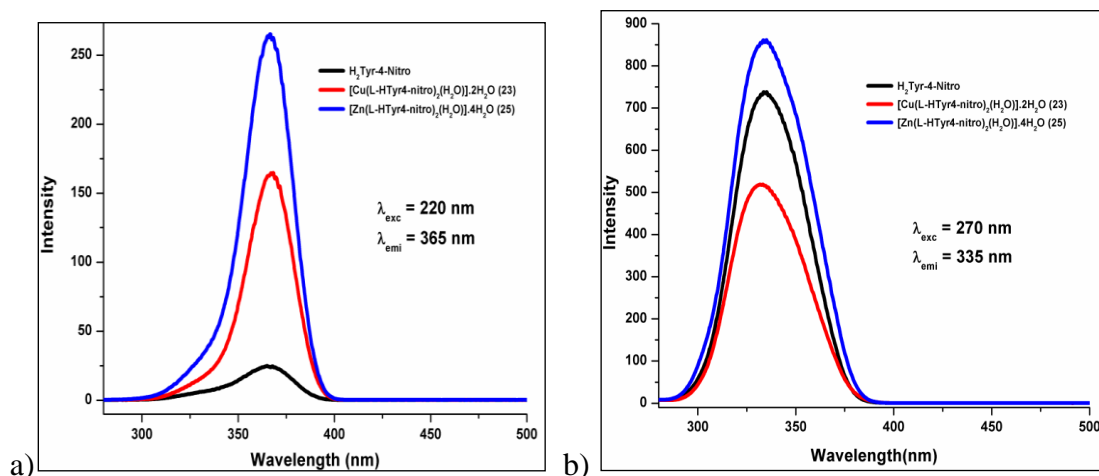 250
200
150
100
50
0
Intensity
H₂Tyr-4-Nitro
[Cu(L-HTyr4-nitro)₂(H₂O)].2H₂O (23)
[Zn(L-HTyr4-nitro)₂(H₂O)].4H₂O (25)
λexc = 220 nm
λemi = 365 nm
300 350 400 450 500
Wavelength (nm)
a)
900
800
700
600
500
400
300
200
100
0
Intensity
H₂Tyr-4-Nitro
[Cu(L-HTyr4-nitro)₂(H₂O)].2H₂O (23)
[Zn(L-HTyr4-nitro)₂(H₂O)].4H₂O (25)
λexc = 270 nm
λemi = 335 nm
300 350 400 450 500
Wavelength(nm)
b)